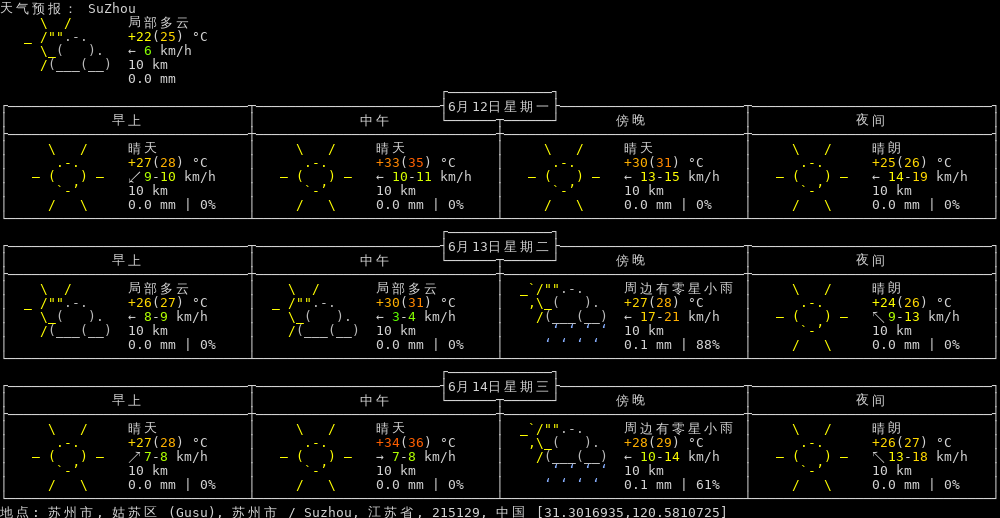 天气预报： SuZhou
局部多云
+22(25) °C
← 6 km/h
10 km
0.0 mm
6月12日星期一
早上 中午 傍晚 夜间
晴天 晴天 晴天 晴朗
+27(28) °C +33(35) °C +30(31) °C +25(26) °C
↙ 9-10 km/h ← 10-11 km/h ← 13-15 km/h ← 14-19 km/h
10 km 10 km 10 km 10 km
0.0 mm | 0% 0.0 mm | 0% 0.0 mm | 0% 0.0 mm | 0%
6月13日星期二
早上 中午 傍晚 夜间
局部多云 局部多云 周边有零星小雨 晴朗
+26(27) °C +30(31) °C +27(28) °C +24(26) °C
← 8-9 km/h ← 3-4 km/h ← 17-21 km/h ↖ 9-13 km/h
10 km 10 km 10 km 10 km
0.0 mm | 0% 0.0 mm | 0% 0.1 mm | 88% 0.0 mm | 0%
6月14日星期三
早上 中午 傍晚 夜间
晴天 晴天 周边有零星小雨 晴朗
+27(28) °C +34(36) °C +28(29) °C +26(27) °C
↗ 7-8 km/h → 7-8 km/h ← 10-14 km/h ↖ 13-18 km/h
10 km 10 km 10 km 10 km
0.0 mm | 0% 0.0 mm | 0% 0.1 mm | 61% 0.0 mm | 0%
地点: 苏州市, 姑苏区 (Gusu), 苏州市 / Suzhou, 江苏省, 215129, 中国 [31.3016935,120.5810725]